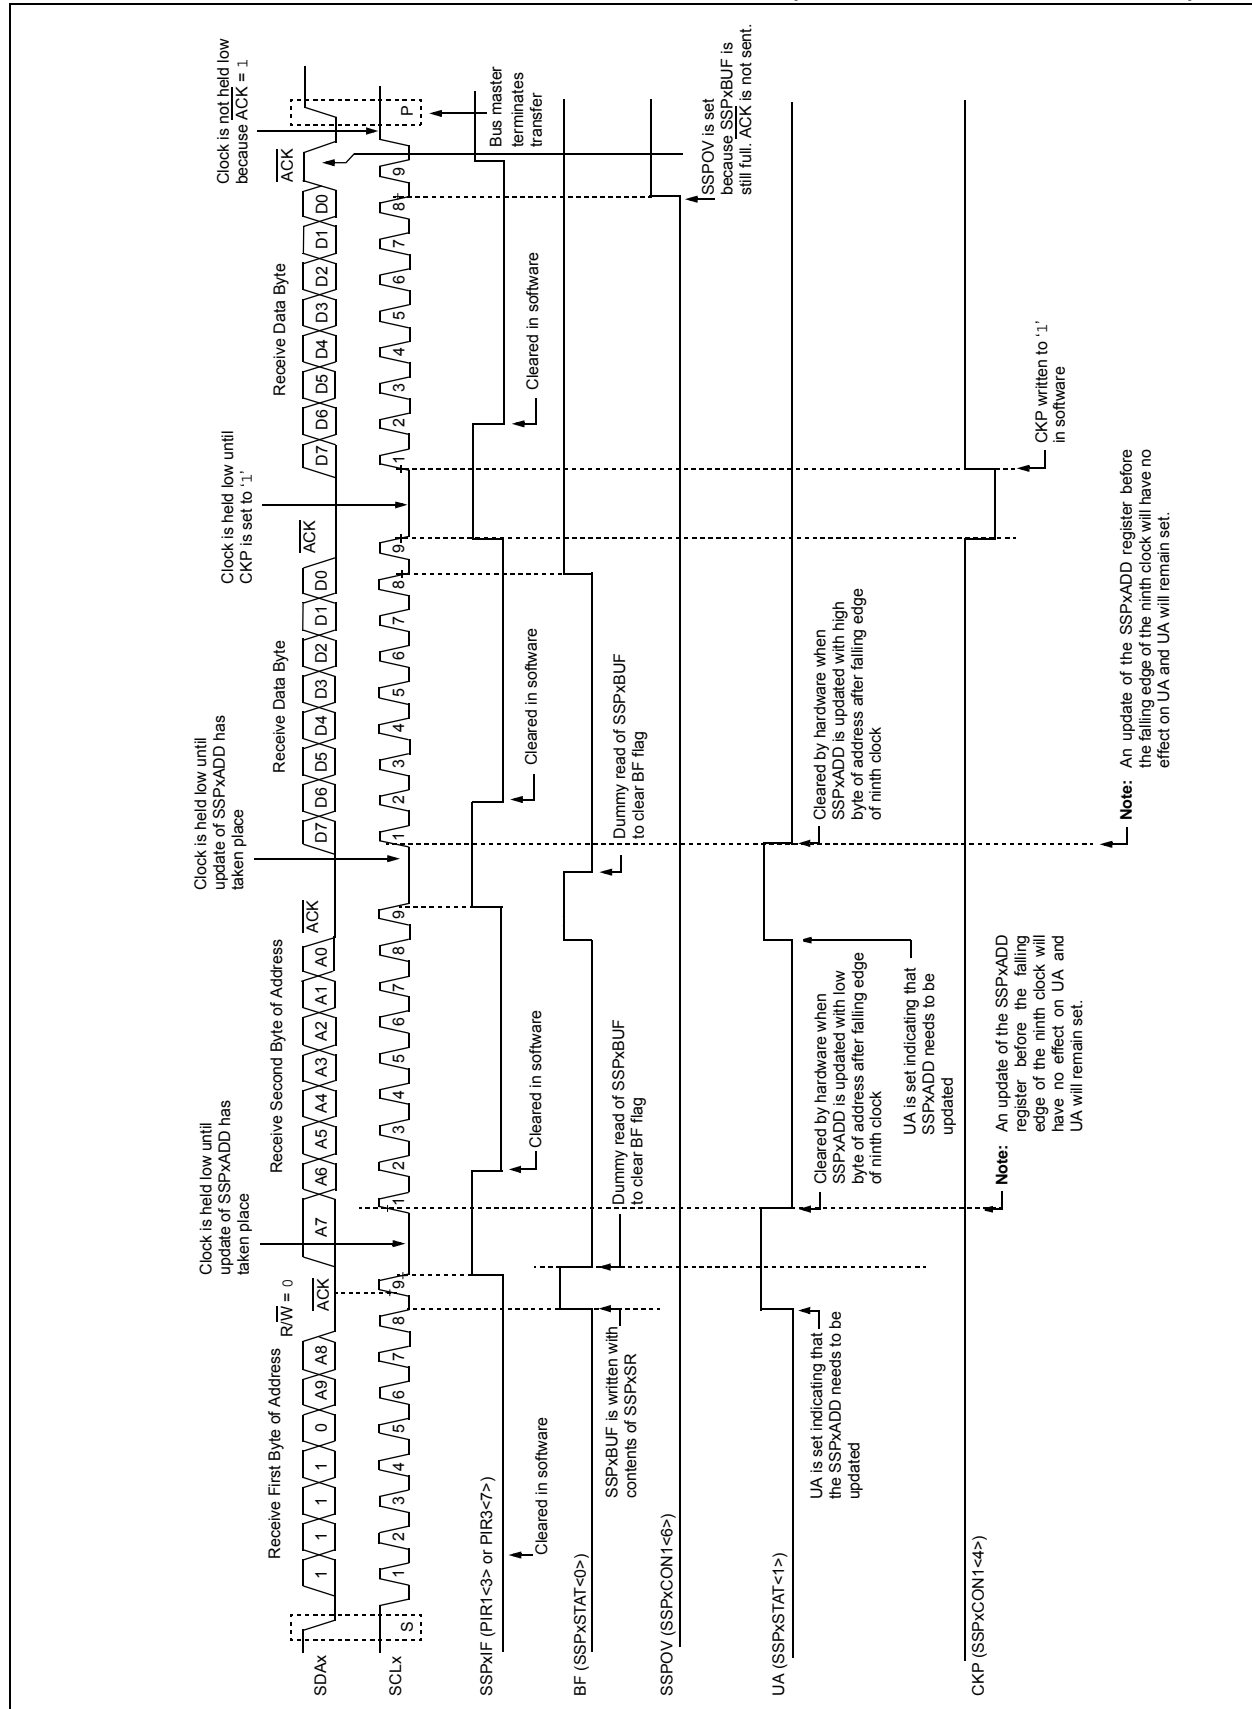 Clock is not held low
because ACK = 1
Clock is held low until
CKP is set to ‘1’
Clock is held low until
update of SSPxADD has
taken place
Clock is held low until
update of SSPxADD has
taken place
Receive First Byte of Address
R/W = 0
Receive Second Byte of Address
Receive Data Byte
Receive Data Byte
SDAx
1 1 1 1 0 A9 A8 ACK A7 A6 A5 A4 A3 A2 A1 A0 ACK D7 D6 D5 D4 D3 D2 D1 D0 ACK D7 D6 D5 D4 D3 D2 D1 D0 ACK
SCLx
S 1 2 3 4 5 6 7 8 9 1 2 3 4 5 6 7 8 9 1 2 3 4 5 6 7 8 9 1 2 3 4 5 6 7 8 9 P
Bus master
terminates
transfer
SSPxIF (PIR1<3> or PIR3<7>)
Cleared in software
Cleared in software
Cleared in software
Cleared in software
BF (SSPxSTAT<0>)
SSPxBUF is written with
contents of SSPxSR
Dummy read of SSPxBUF
to clear BF flag
Dummy read of SSPxBUF
to clear BF flag
SSPOV (SSPxCON1<6>)
SSPOV is set
because SSPxBUF is
still full. ACK is not sent.
UA (SSPxSTAT<1>)
UA is set indicating that
the SSPxADD needs to be
updated
Cleared by hardware when
SSPxADD is updated with low
byte of address after falling edge
of ninth clock
UA is set indicating that
SSPxADD needs to be
updated
Cleared by hardware when
SSPxADD is updated with high
byte of address after falling edge
of ninth clock
CKP (SSPxCON1<4>)
CKP written to ‘1’
in software
Note: An update of the SSPxADD
register before the falling
edge of the ninth clock will
have no effect on UA and
UA will remain set.
Note: An update of the SSPxADD register before
the falling edge of the ninth clock will have no
effect on UA and UA will remain set.